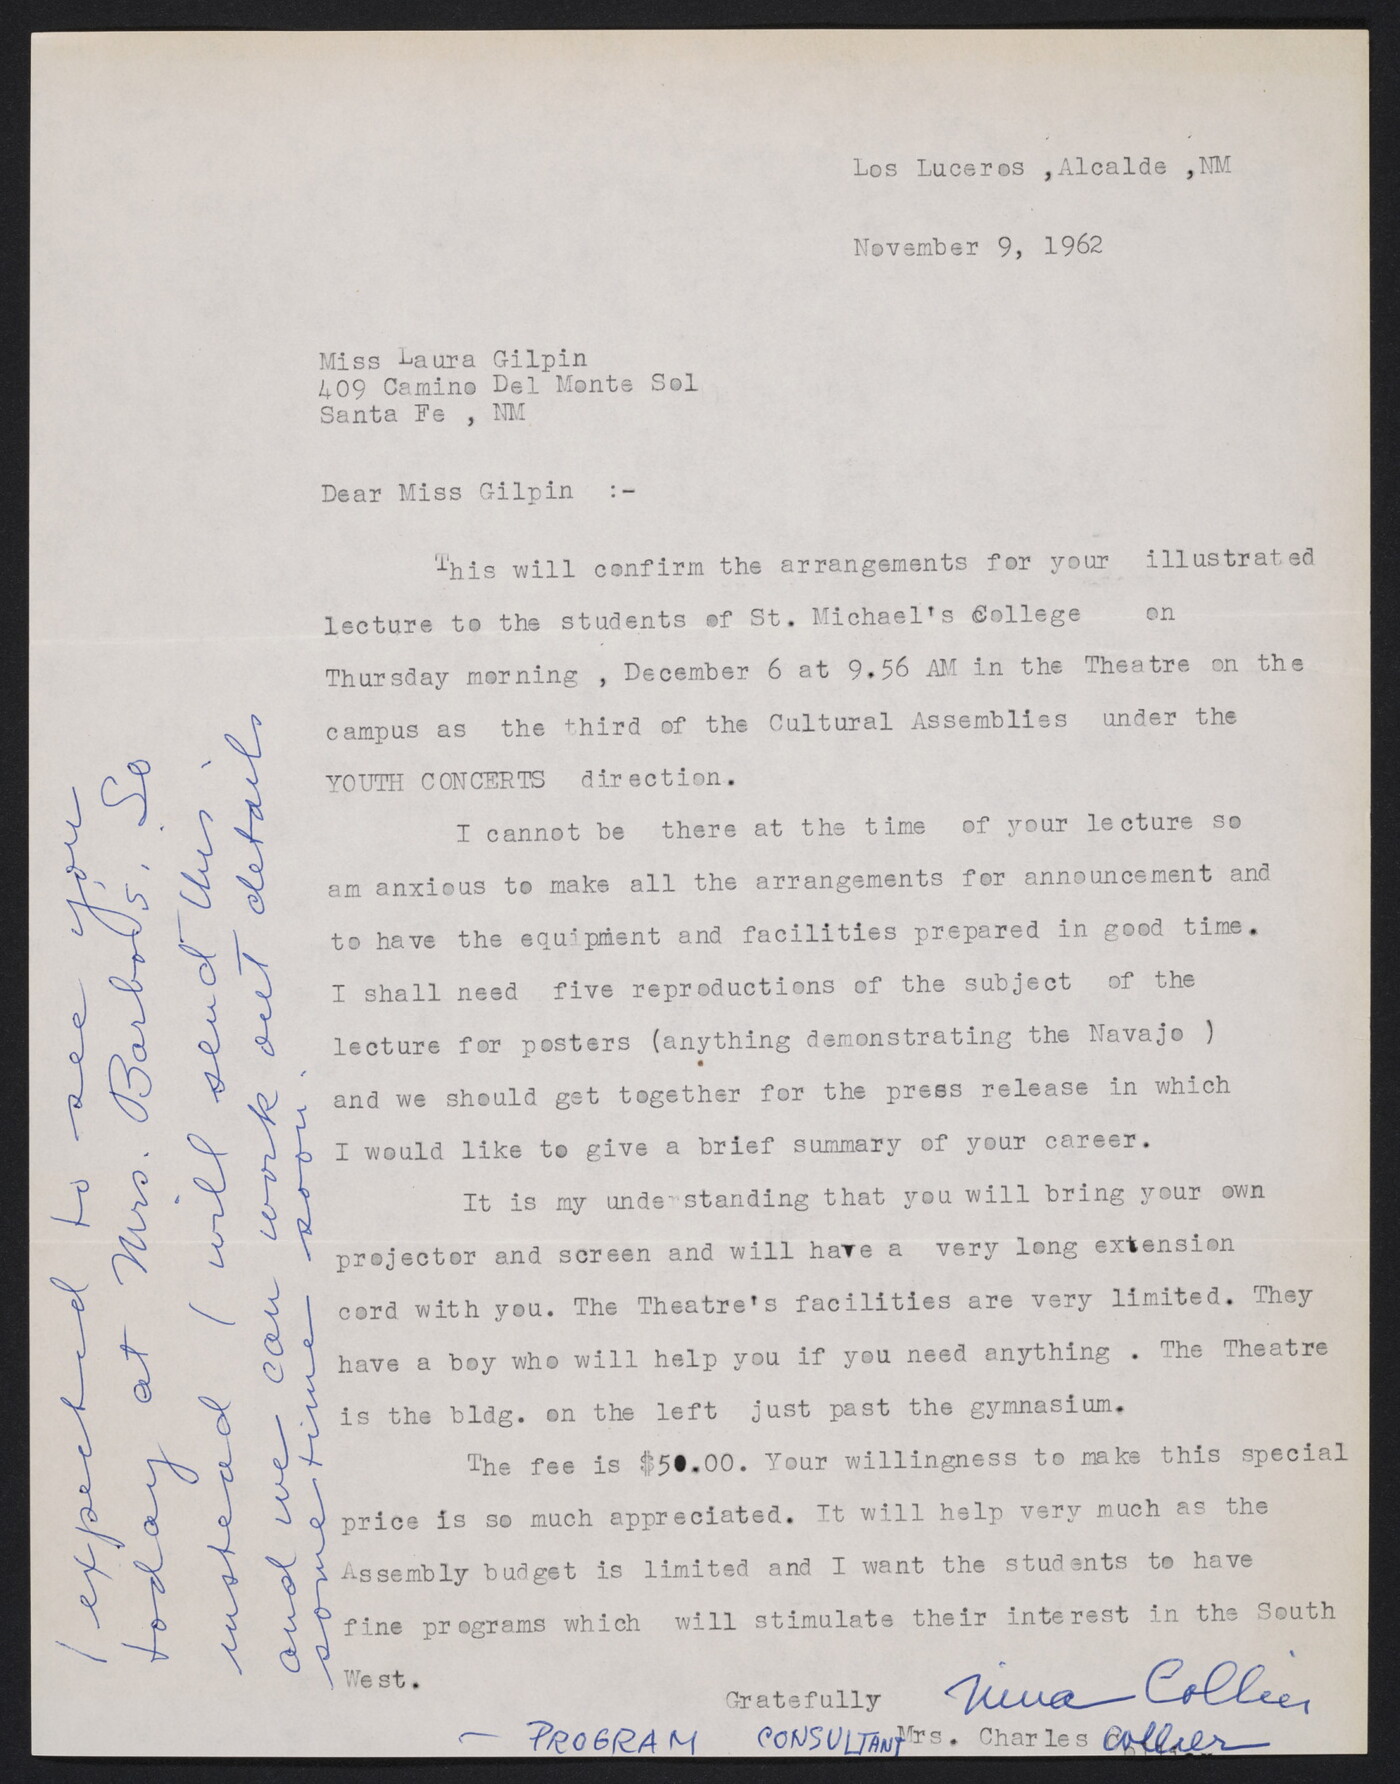 Los Luceros ,Alcalde ,NM
November 9, 1962
Miss Laura Gilpin
409 Camino Del Monte Sol
Santa Fe , NM
Dear Miss Gilpin :-
This will confirm the arrangements for your illustrated
lecture to the students of St. Michael's College on
Thursday morning , December 6 at 9.56 AM in the Theatre on the
campus as the third of the Cultural Assemblies under the
YOUTH CONCERTS direction.
I cannot be there at the time of your lecture so
am anxious to make all the arrangements for announcement and
to have the equipment and facilities prepared in good time.
I shall need five reproductions of the subject of the
lecture for posters (anything demonstrating the Navajo )
and we should get together for the press release in which
I would like to give a brief summary of your career.
It is my understanding that you will bring your own
projector and screen and will have a very long extension
cord with you. The Theatre's facilities are very limited. They
have a boy who will help you if you need anything . The Theatre
is the bldg. on the left just past the gymnasium.
The fee is $50.00. Your willingness to make this special
price is so much appreciated. It will help very much as the
Assembly budget is limited and I want the students to have
fine programs which will stimulate their interest in the South
West.
Gratefully Nina Collier
— PROGRAM CONSULTANT Mrs. Charles Collier
I expected to see you
today at Mrs. Barbours. So
instead I will send this
and we can work out details
sometime soon.